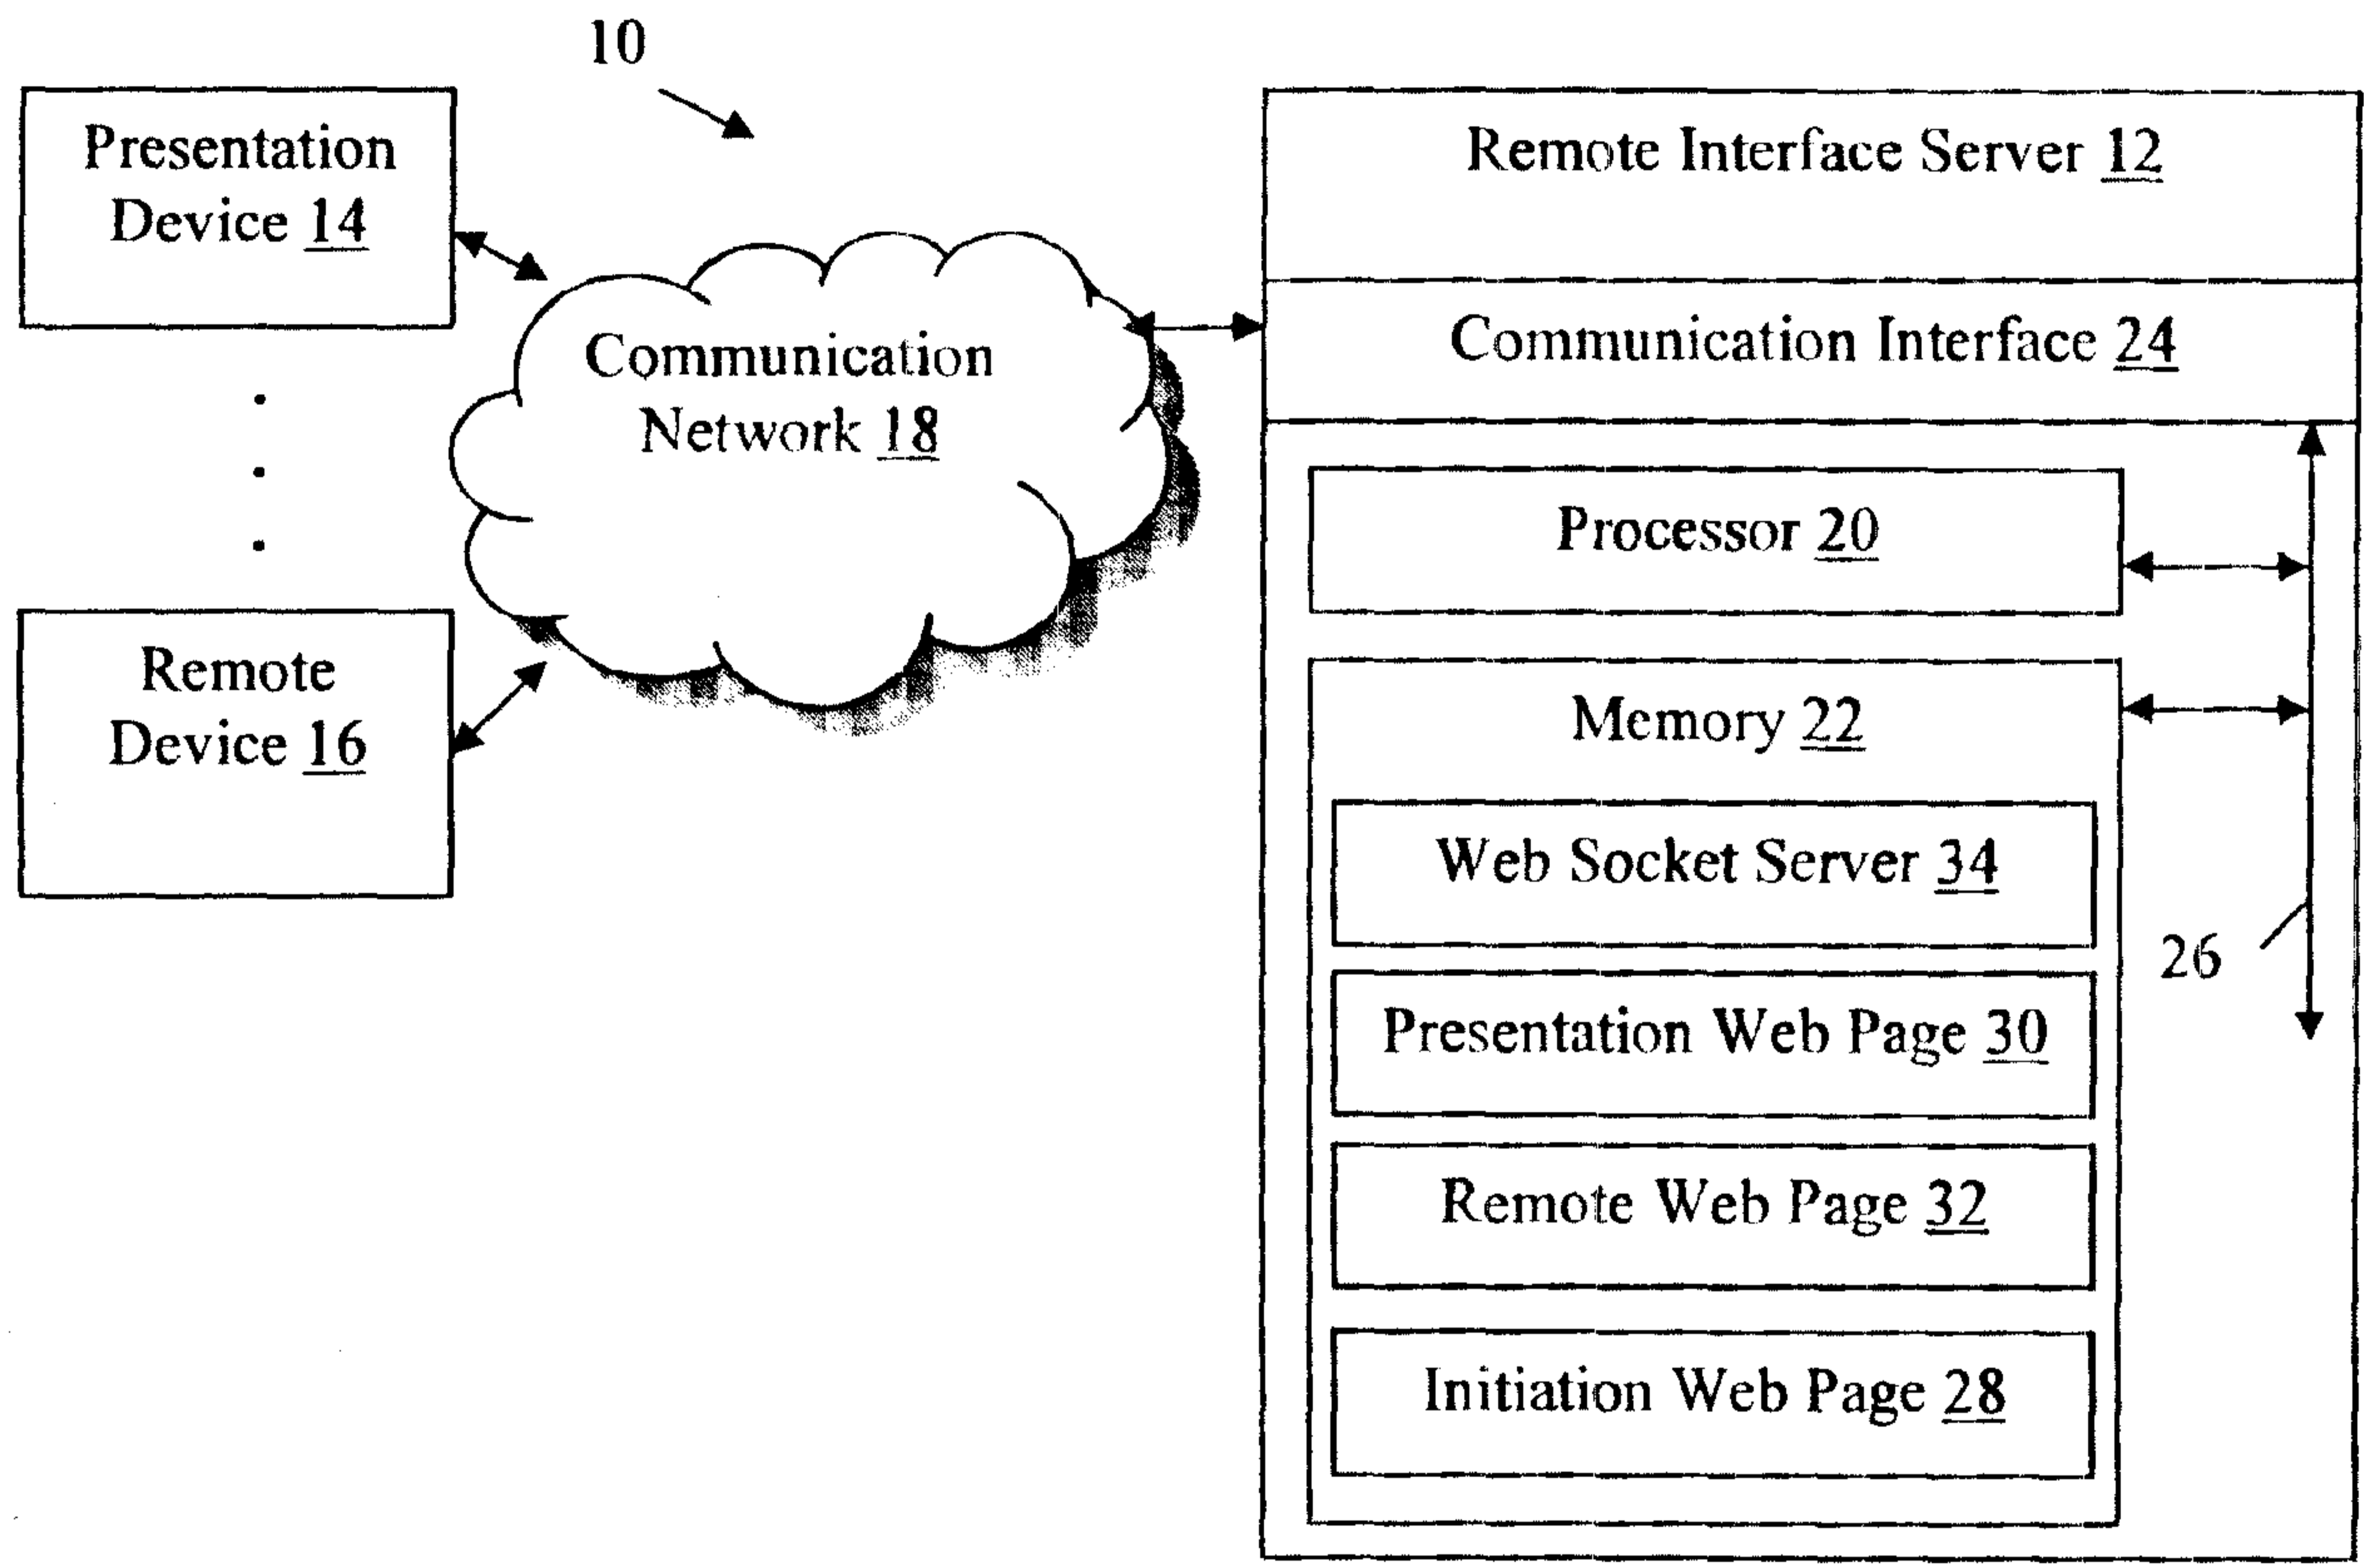 10
Presentation
Device 14
Communication
Network 18
Remote
Device 16
Remote Interface Server 12
Communication Interface 24
Processor 20
Memory 22
Web Socket Server 34
Presentation Web Page 30
Remote Web Page 32
Initiation Web Page 28
26